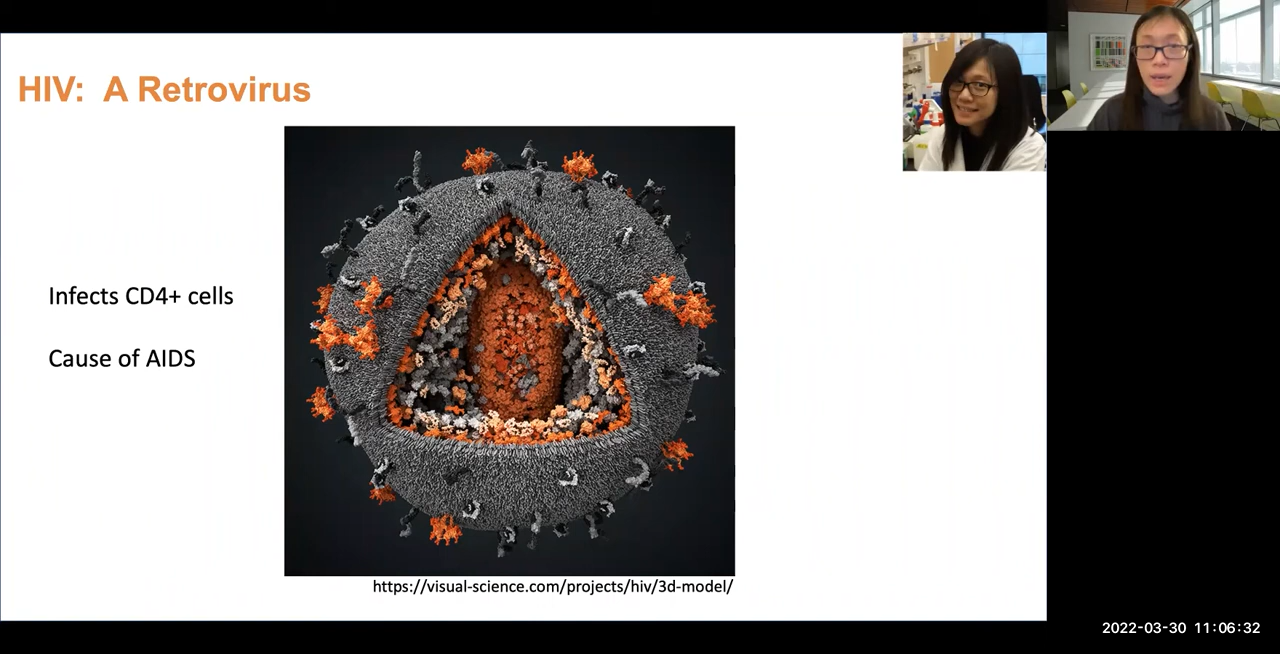 HIV: A Retrovirus
Infects CD4+ cells
Cause of AIDS
https://visual-science.com/projects/hiv/3d-model/
2022-03-30 11:06:32